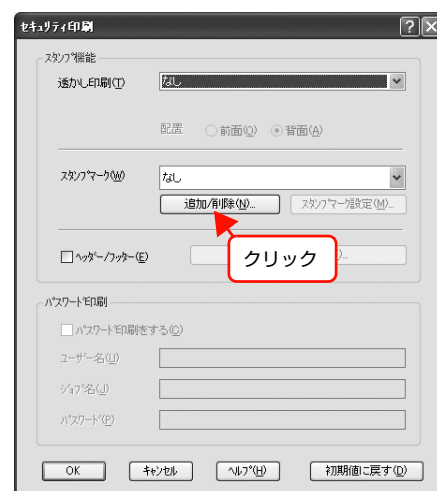 セキュリティ印刷
スタンプ機能
透かし印刷(T) なし
配置 前面(O) 背面(A)
スタンプマーク(W) なし
追加/削除(N)... スタンプマーク設定(M)...
クリック
ヘッダー/フッター(E)
パスワード印刷
パスワード印刷をする(C)
ユーザー名(U)
ジョブ名(J)
パスワード(P)
OK キャンセル ヘルプ(H) 初期値に戻す(D)